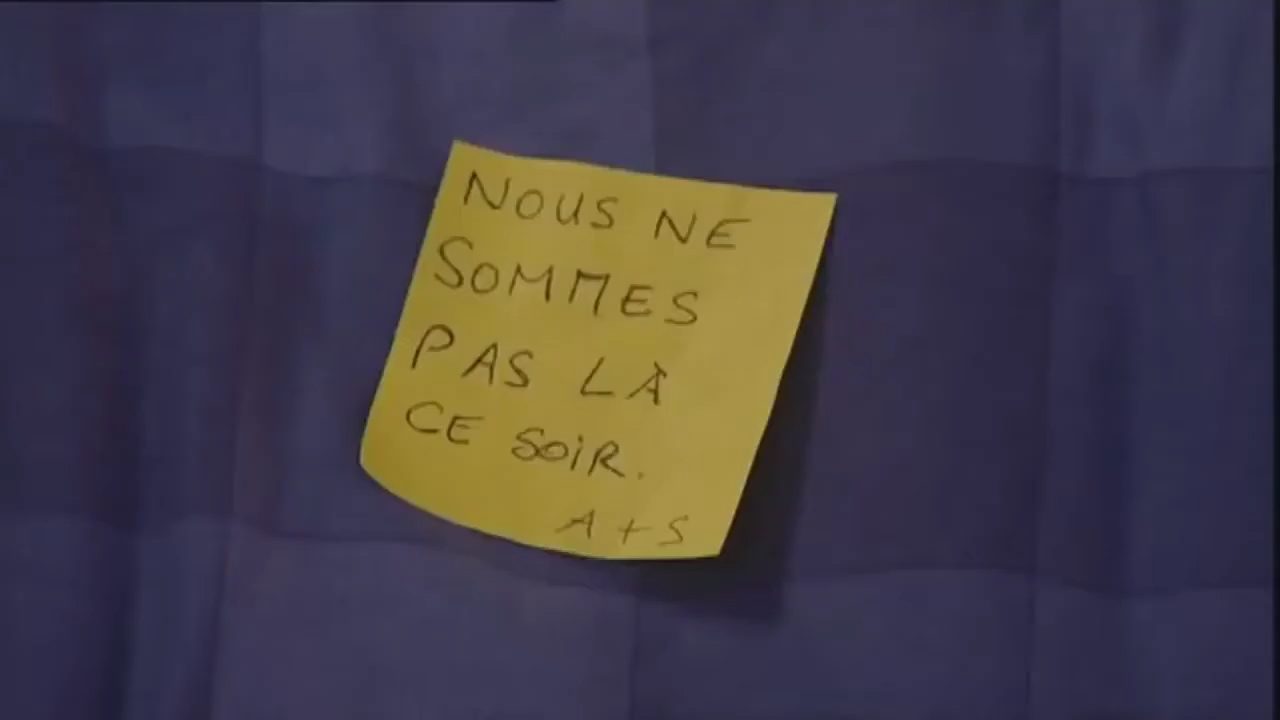 NOUS NE
SOMMES
PAS LÀ
CE SOIR.
A + S